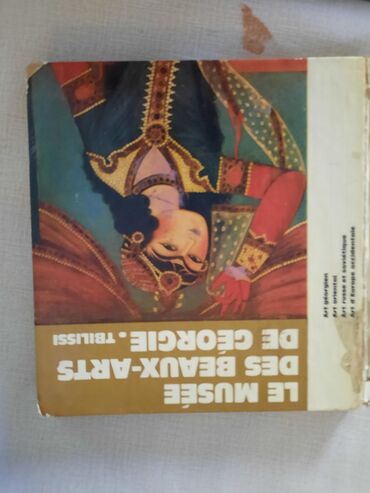 LE MUSÉE
DES BEAUX-ARTS
DE GÉORGIE. TBILISSI
Art géorgien
Art oriental
Art russe et soviétique
Art d'Europe occidentale